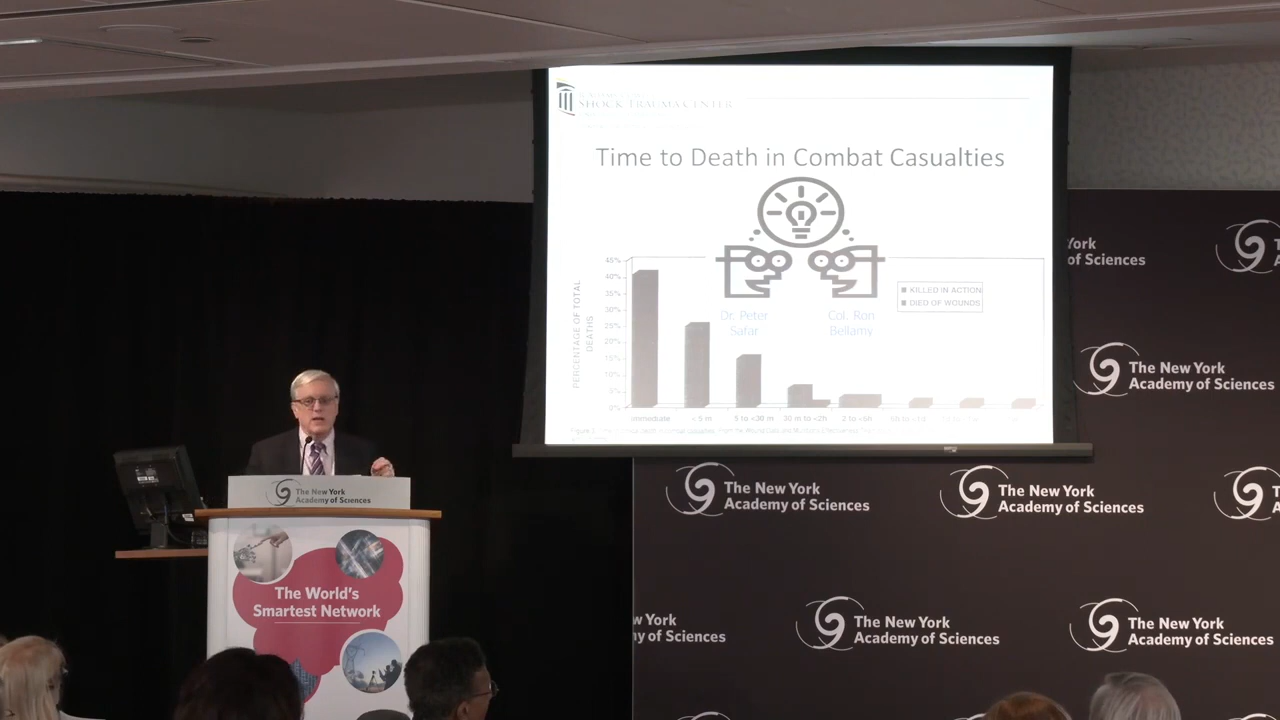 SHOCK TRAUMA CENTER
Time to Death in Combat Casualties
45%
40%
35%
30%
25%
20%
15%
10%
5%
0%
PERCENTAGE OF TOTAL
DEATHS
Dr. Peter
Safar
Col. Ron
Bellamy
KILLED IN ACTION
DIED OF WOUNDS
Immediate
< 5 m
5 to <30 m
30 m to <2h
2 to <6h
The New York
Academy of Sciences
The World's
Smartest Network
York
of Sciences
The New York
Academy of Sciences
The New York
Academy of Sciences
The New York
Academy of Sciences
w York
y of Sciences
The New York
Academy of Sciences
The New York
Academy of Sciences